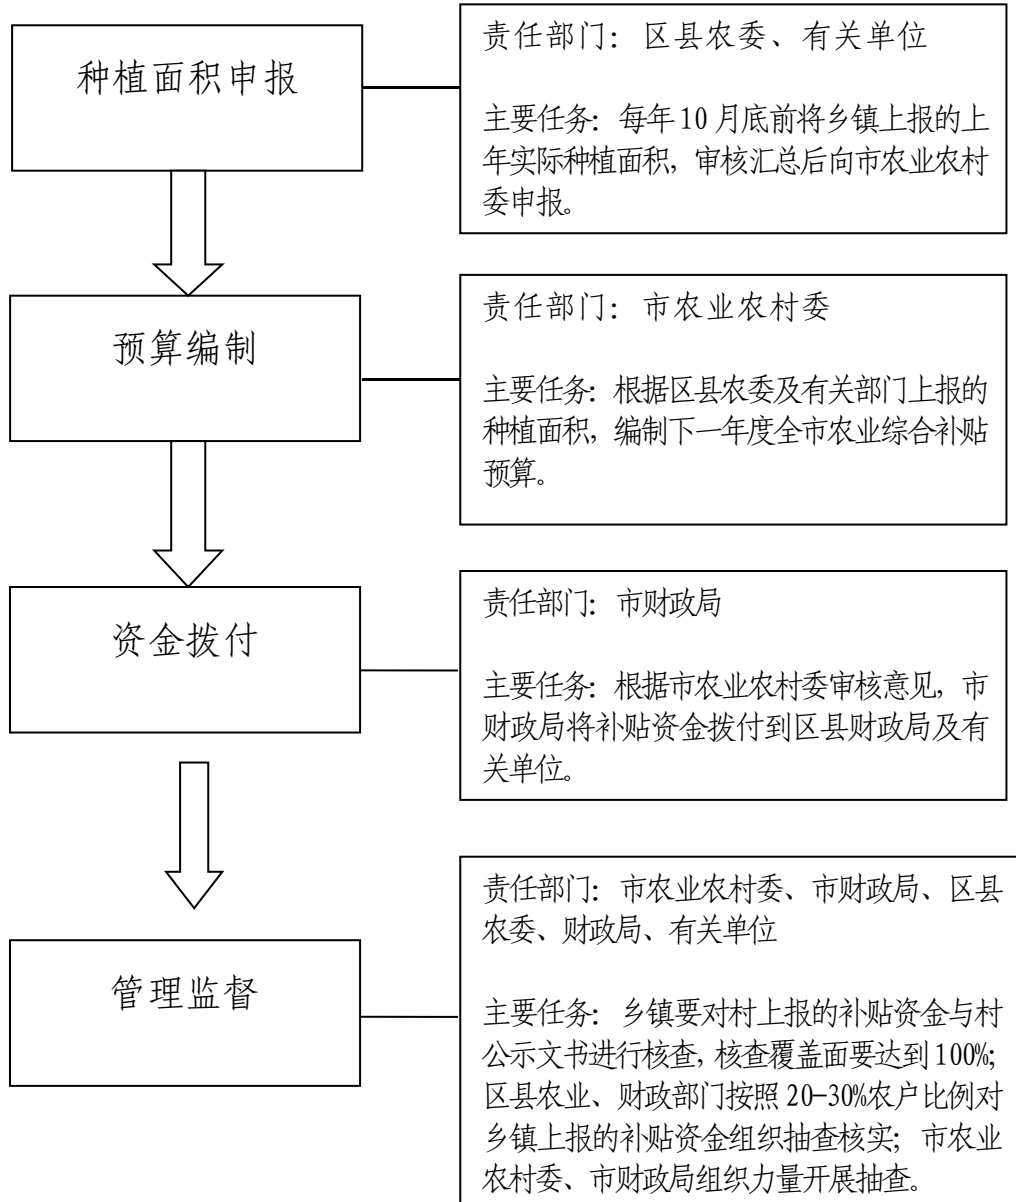 种植面积申报
责任部门：区县农委、有关单位
主要任务：每年10月底前将乡镇上报的上
年实际种植面积，审核汇总后向市农业农村
委申报。
预算编制
责任部门：市农业农村委
主要任务：根据区县农委及有关部门上报的
种植面积，编制下一年度全市农业综合补贴
预算。
资金拨付
责任部门：市财政局
主要任务：根据市农业农村委审核意见，市
财政局将补贴资金拨付到区县财政局及有
关单位。
管理监督
责任部门：市农业农村委、市财政局、区县
农委、财政局、有关单位
主要任务：乡镇要对村上报的补贴资金与村
公示文书进行核查，核查覆盖面要达到100%；
区县农业、财政部门按照20-30%农户比例对
乡镇上报的补贴资金组织抽查核实；市农业
农村委、市财政局组织力量开展抽查。